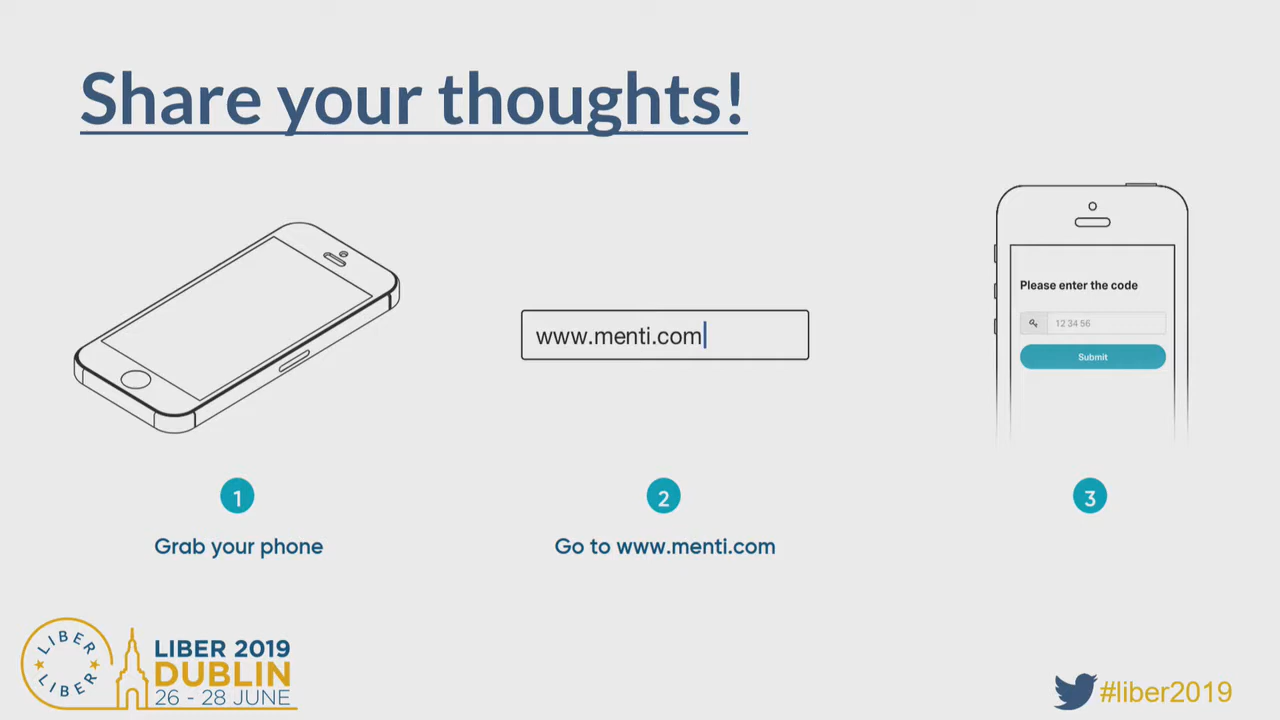 Share your thoughts!
www.menti.com
Please enter the code
12 34 56
Submit
1
2
3
Grab your phone
Go to www.menti.com
LIBER
LIBER
LIBER 2019
DUBLIN
26 - 28 JUNE
#liber2019